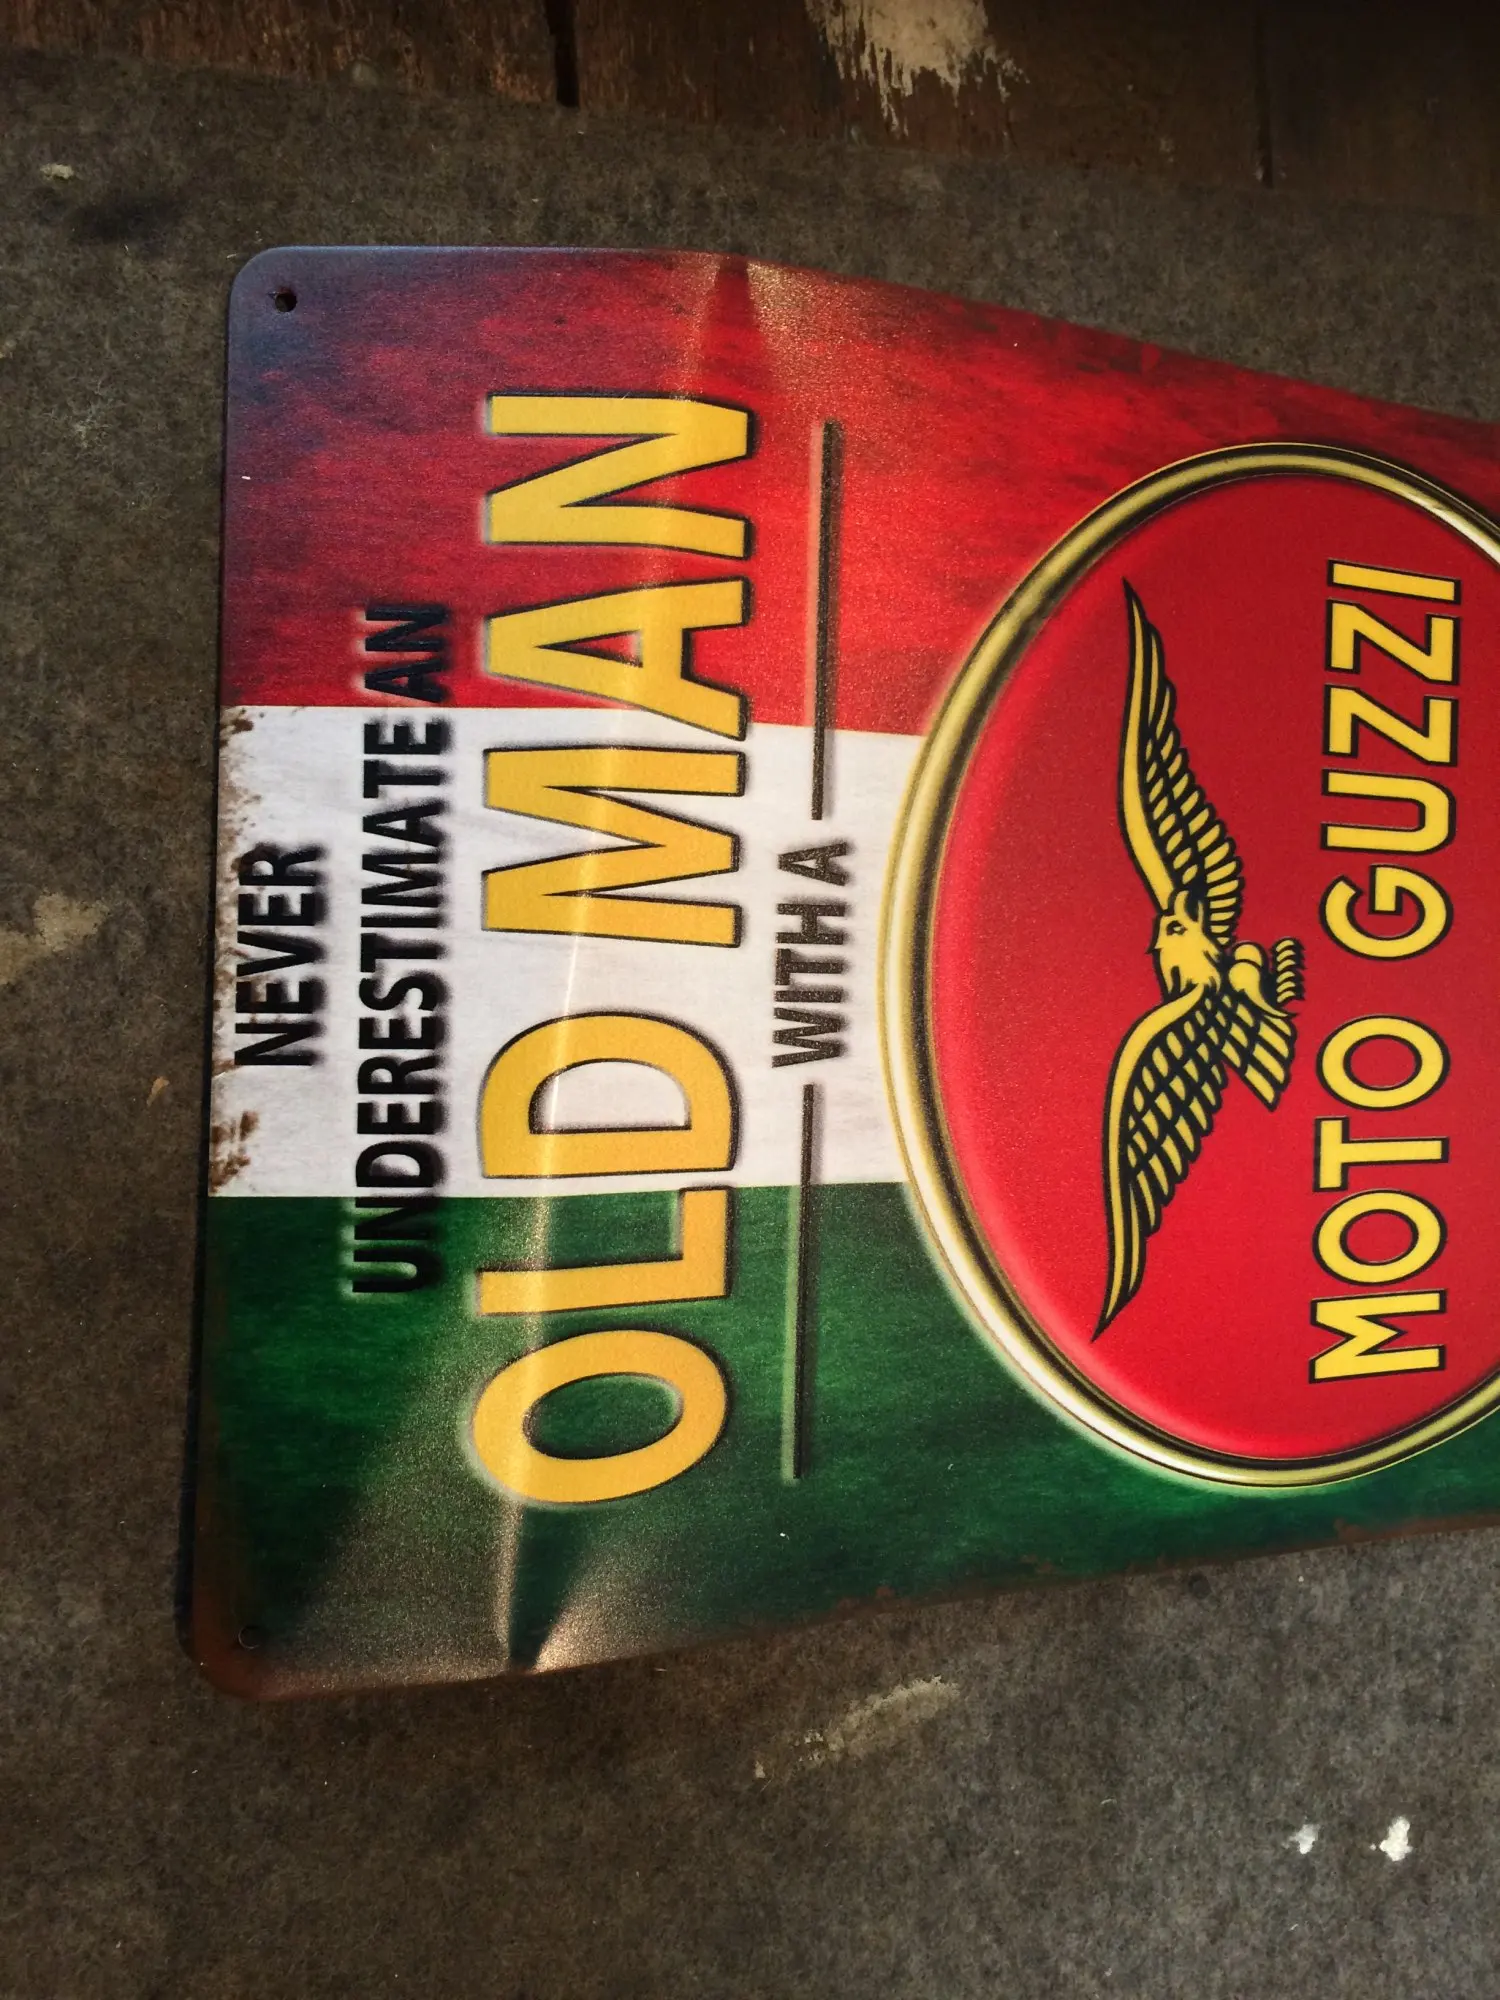 NEVER
UNDERESTIMATE AN
OLD MAN
WITH A
MOTO GUZZI